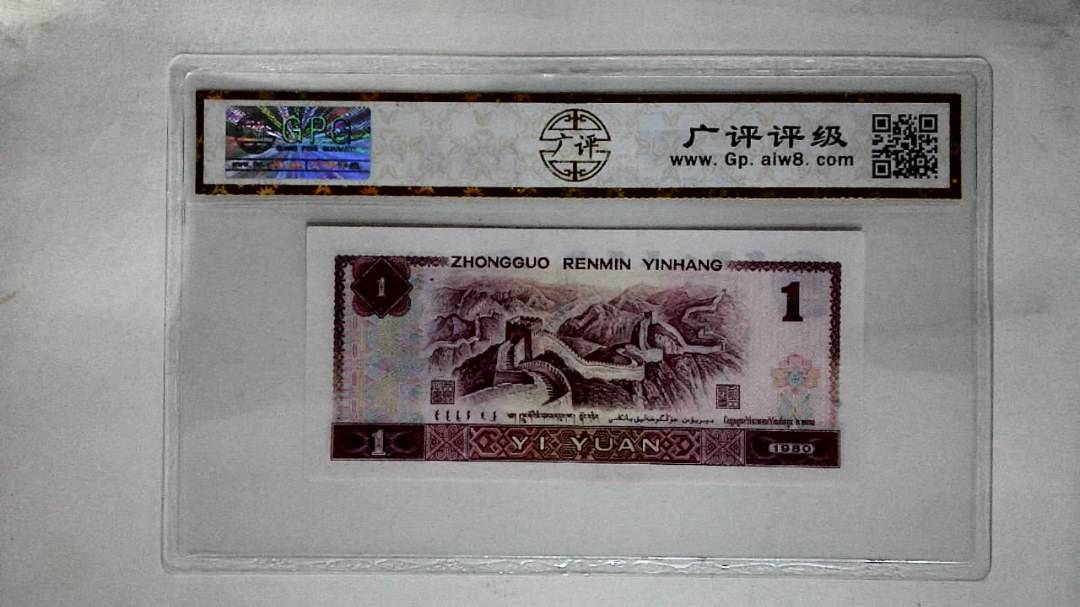 GPG
广评
广评评级
www. Gp. alw8. com
ZHONGGUO RENMIN YINHANG
1
1
1
YI YUAN
1980